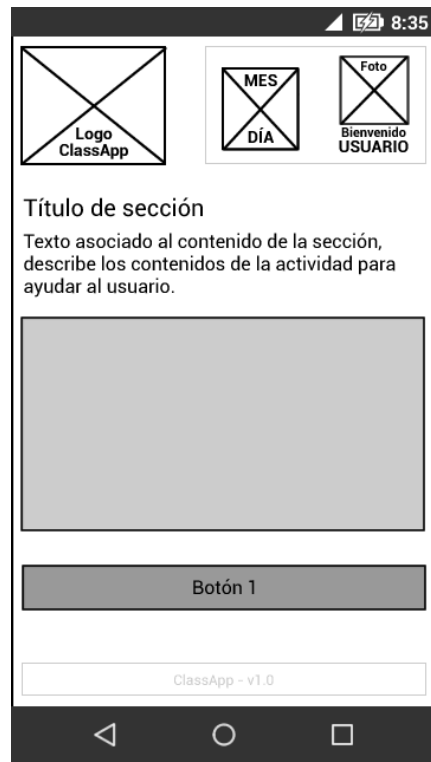 8:35
Logo
ClassApp
MES
DÍA
Foto
Bienvenido
USUARIO
Título de sección
Texto asociado al contenido de la sección,
describe los contenidos de la actividad para
ayudar al usuario.
Botón 1
ClassApp - v1.0